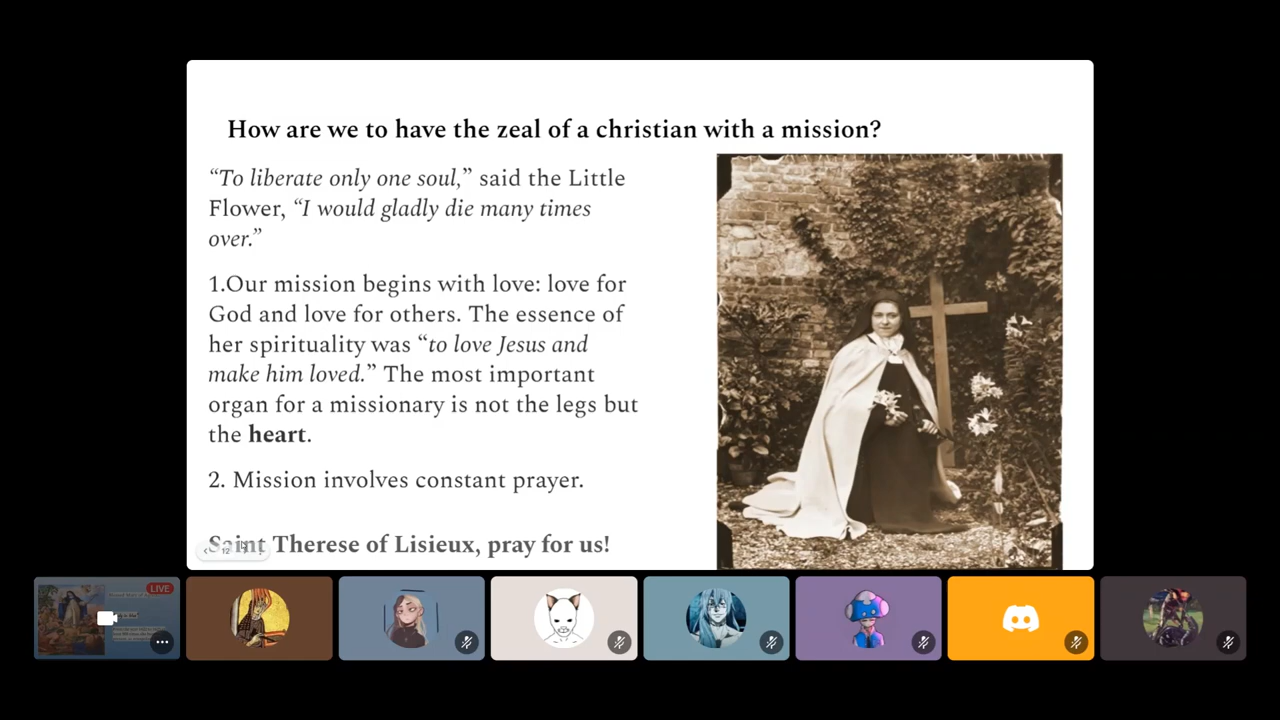 How are we to have the zeal of a christian with a mission?
“To liberate only one soul,” said the Little
Flower, “I would gladly die many times
over.”
1.Our mission begins with love: love for
God and love for others. The essence of
her spirituality was “to love Jesus and
make him loved.” The most important
organ for a missionary is not the legs but
the heart.
2. Mission involves constant prayer.
Saint Therese of Lisieux, pray for us!
12
LIVE